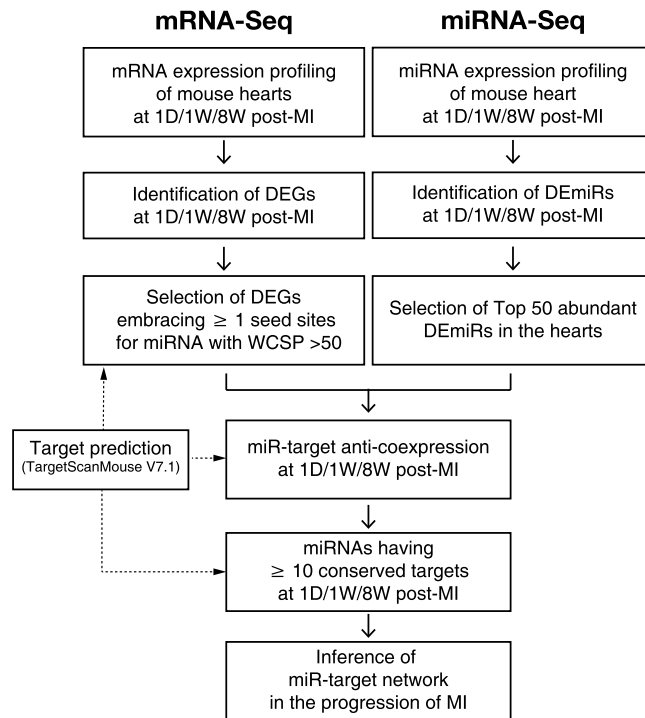 mRNA-Seq
miRNA-Seq
mRNA expression profiling
of mouse hearts
at 1D/1W/8W post-MI
miRNA expression profiling
of mouse heart
at 1D/1W/8W post-MI
Identification of DEGs
at 1D/1W/8W post-MI
Identification of DEmiRs
at 1D/1W/8W post-MI
Selection of DEGs
embracing ≥ 1 seed sites
for miRNA with WCSP >50
Selection of Top 50 abundant
DEmiRs in the hearts
Target prediction
(TargetScanMouse V7.1)
miR-target anti-coexpression
at 1D/1W/8W post-MI
miRNAs having
≥ 10 conserved targets
at 1D/1W/8W post-MI
Inference of
miR-target network
in the progression of MI